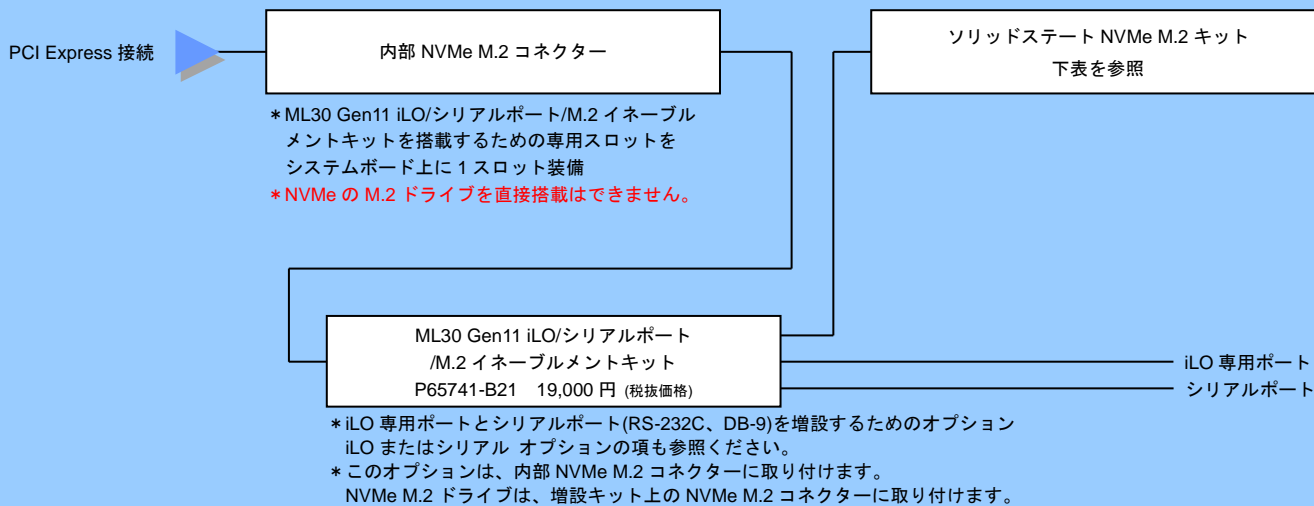 PCI Express 接続
内部 NVMe M.2 コネクター
ソリッドステート NVMe M.2 キット
下表を参照
＊ML30 Gen11 iLO/シリアルポート/M.2 イネーブル
メントキットを搭載するための専用スロットを
システムボード上に 1 スロット装備
＊NVMe の M.2 ドライブを直接搭載はできません。
ML30 Gen11 iLO/シリアルポート
/M.2 イネーブルメントキット
P65741-B21 19,000 円 (税抜価格)
iLO 専用ポート
シリアルポート
＊iLO 専用ポートとシリアルポート(RS-232C、DB-9)を増設するためのオプション
iLO またはシリアル オプションの項も参照ください。
＊このオプションは、内部 NVMe M.2 コネクターに取り付けます。
NVMe M.2 ドライブは、増設キット上の NVMe M.2 コネクターに取り付けます。